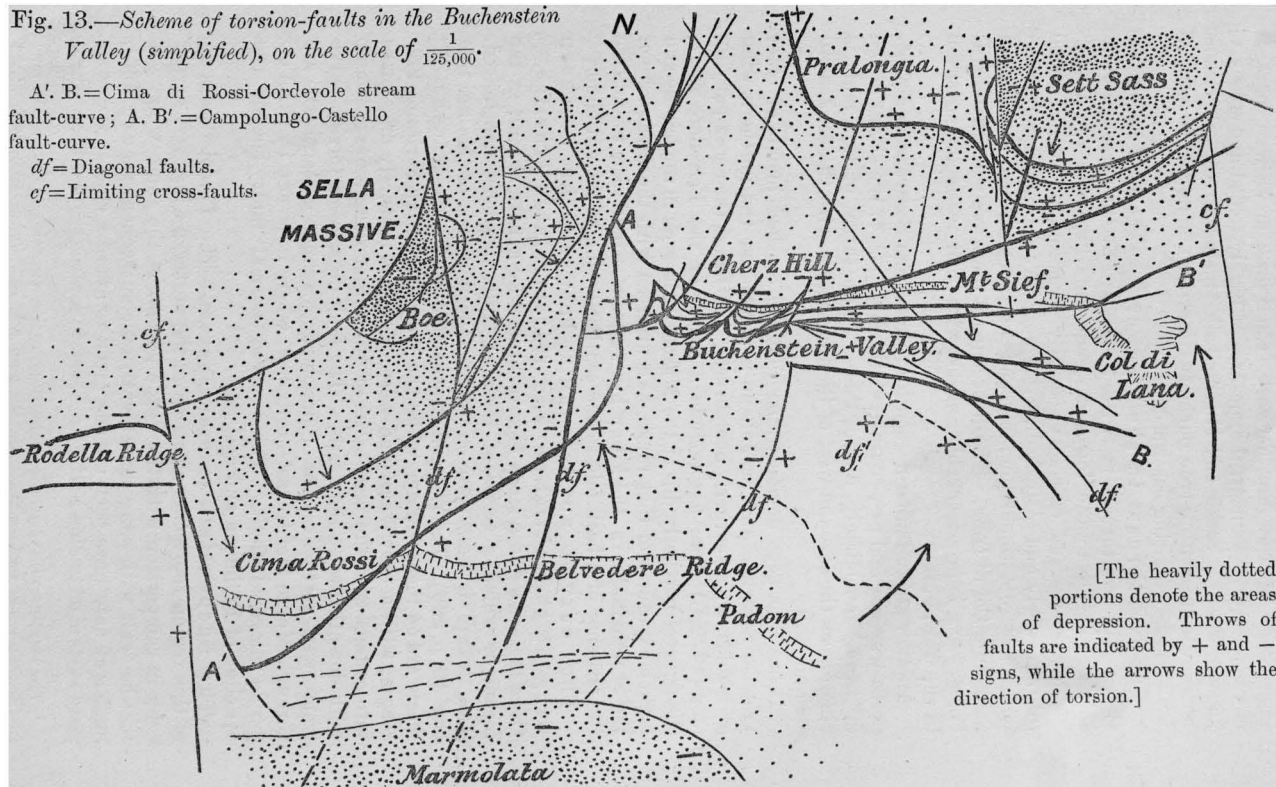 Fig. 13.—Scheme of torsion-faults in the Buchenstein
Valley (simplified), on the scale of 1/125,000.
A'. B.=Cima di Rossi-Cordevole stream
fault-curve; A. B'.=Campolungo-Castello
fault-curve.
df=Diagonal faults.
cf=Limiting cross-faults.
N.
Pralongia.
Sett Sass
SELLA
MASSIVE.
A
cf.
Cherz Hill.
Mt Sief.
B'
Boe.
cf.
Buchenstein Valley.
Col di
Lana.
Rodella Ridge.
df.
df.
df.
df.
df.
B.
Cima Rossi
Belvedere Ridge.
Padom
A'
Marmolata
[The heavily dotted
portions denote the areas
of depression. Throws of
faults are indicated by + and —
signs, while the arrows show the
direction of torsion.]